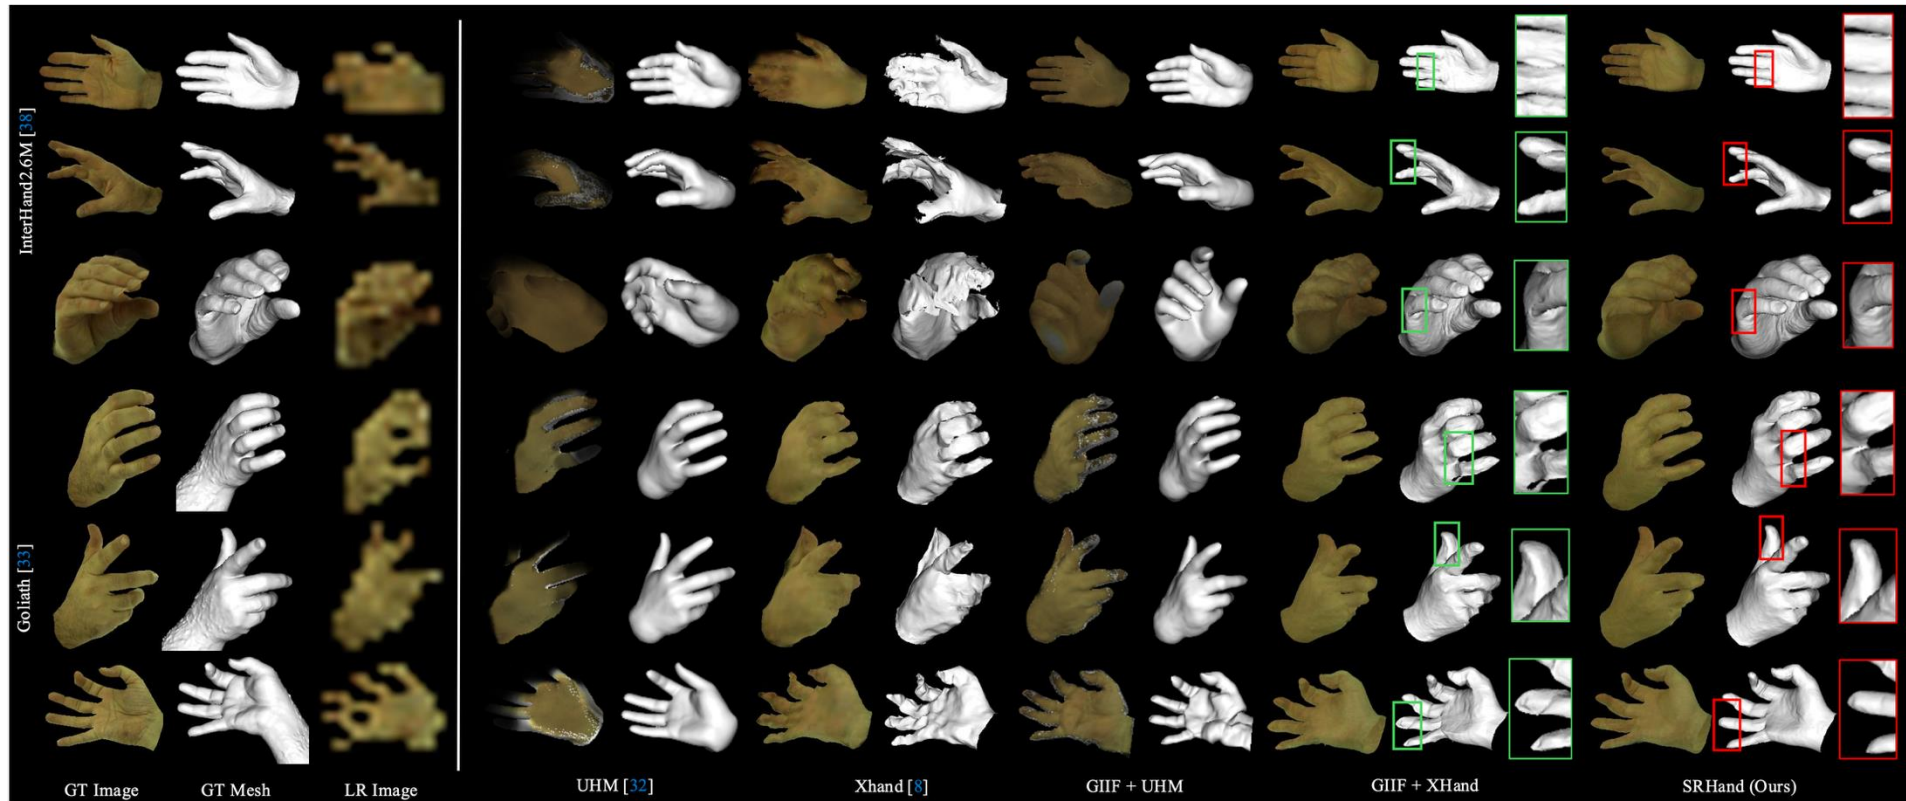 InterHand2.6M [38]
Goliath [33]
GT Image
GT Mesh
LR Image
UHM [32]
Xhand [8]
GIIF + UHM
GIIF + XHand
SRHand (Ours)